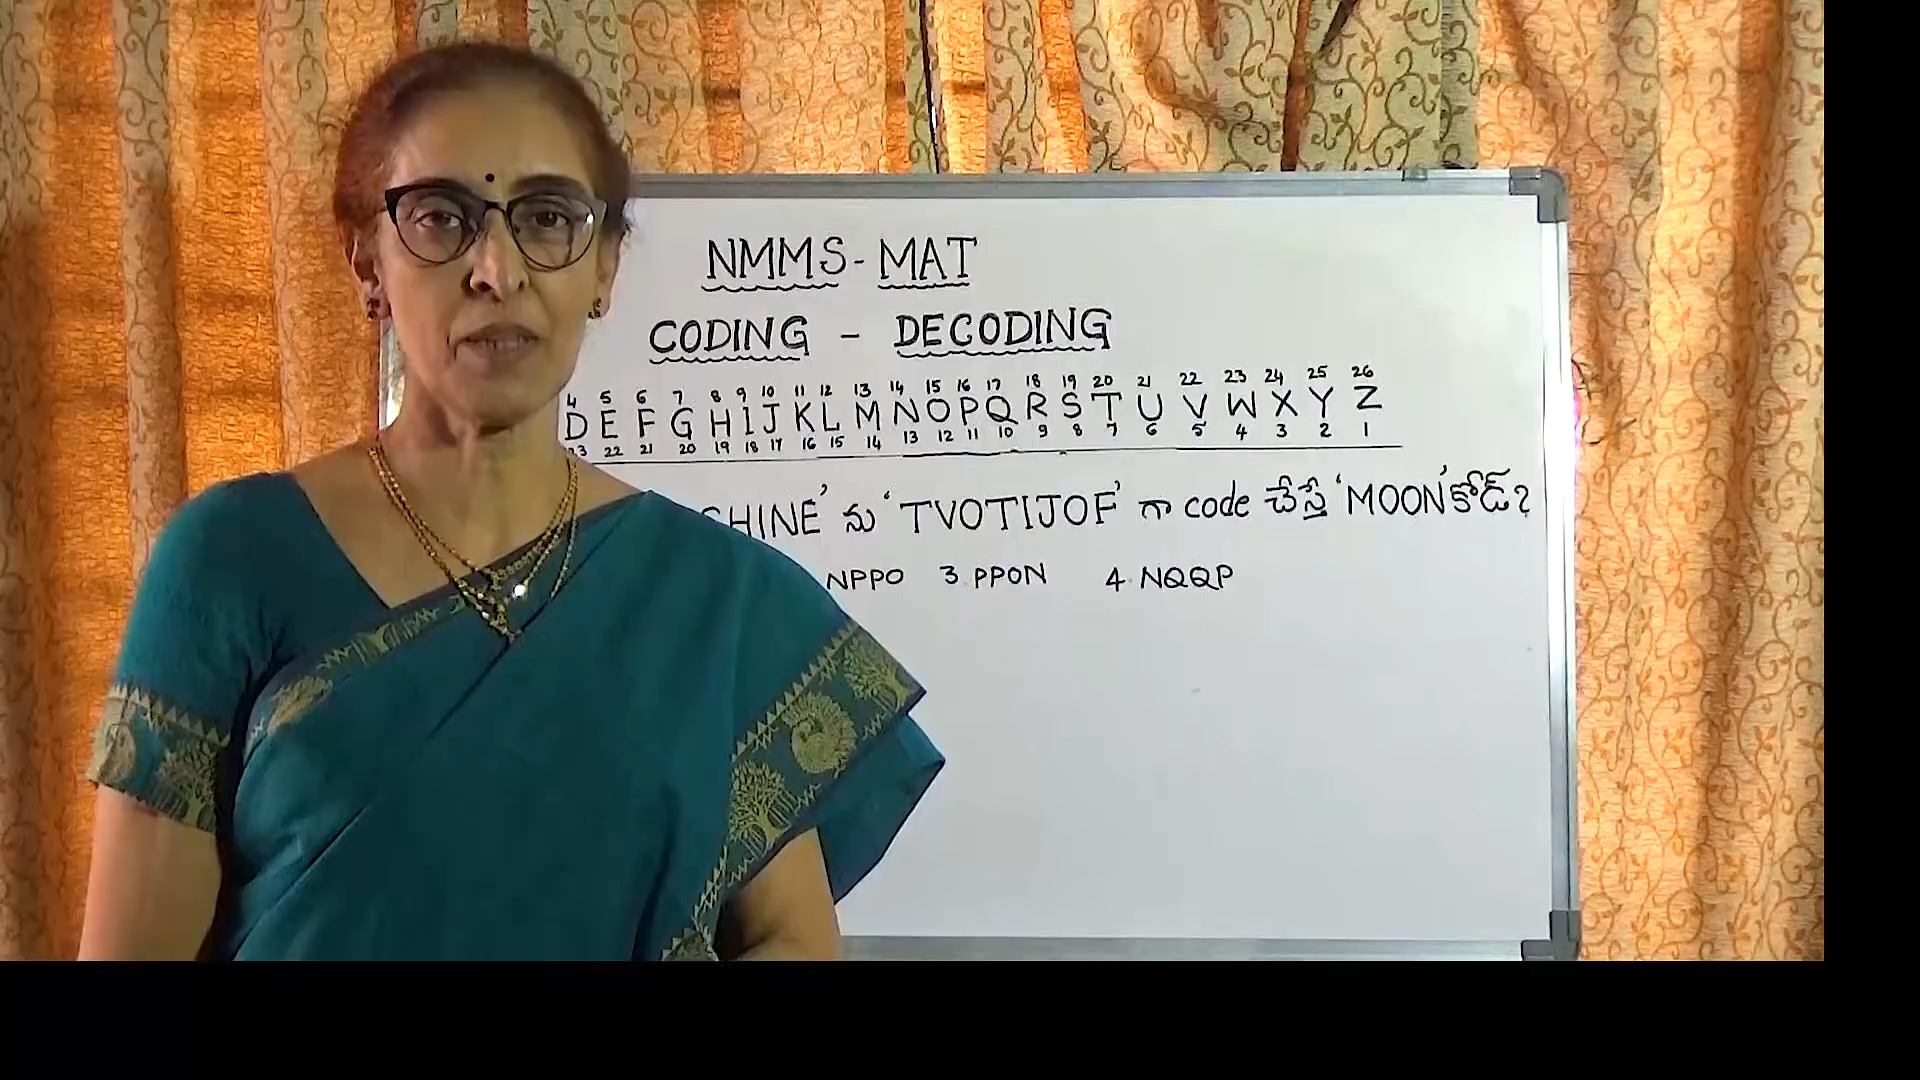 NMMS - MAT
CODING - DECODING
4 5 6 7 8 9 10 11 12 13 14 15 16 17 18 19 20 21 22 23 24 25 26
D E F G H I J K L M N O P Q R S T U V W X Y Z
23 22 21 20 19 18 17 16 15 14 13 12 11 10 9 8 7 6 5 4 3 2 1
SHINE' ను 'TVOTIJOF' గా code చేస్తే 'MOON' కోడ్?
NPPO 3. PPON 4. NQQP